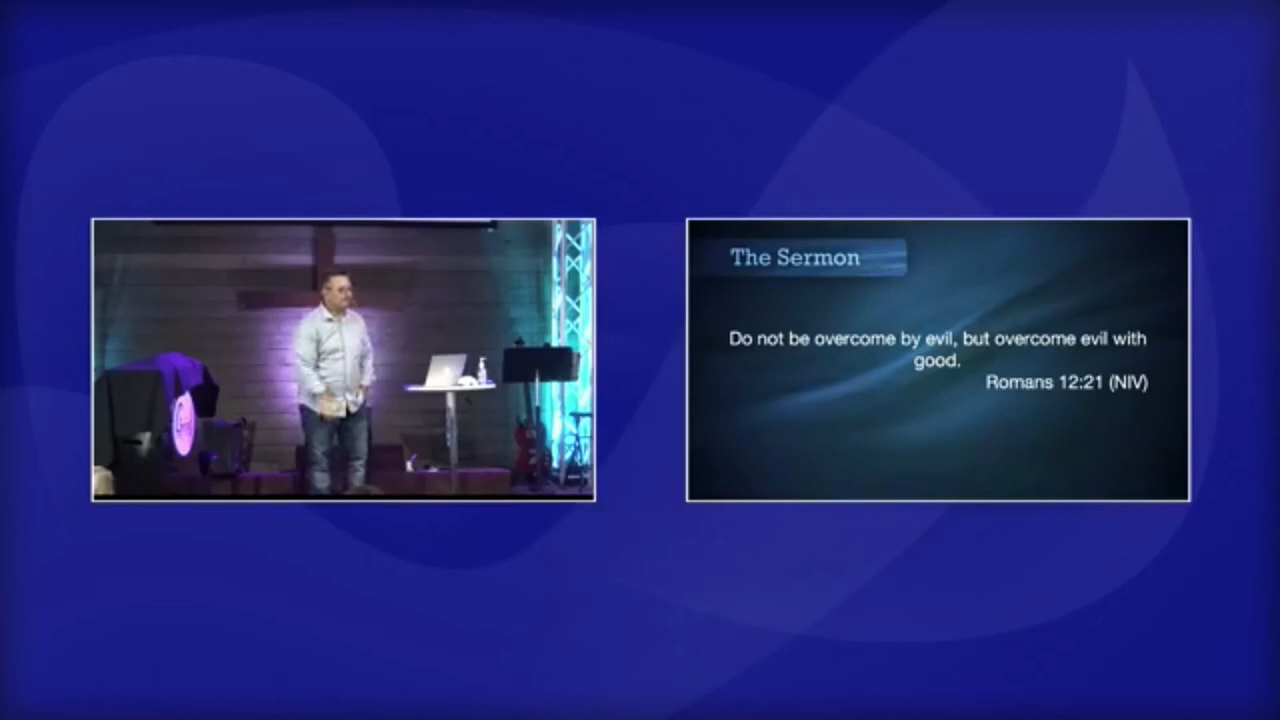 The Sermon
Do not be overcome by evil, but overcome evil with
good.
Romans 12:21 (NIV)